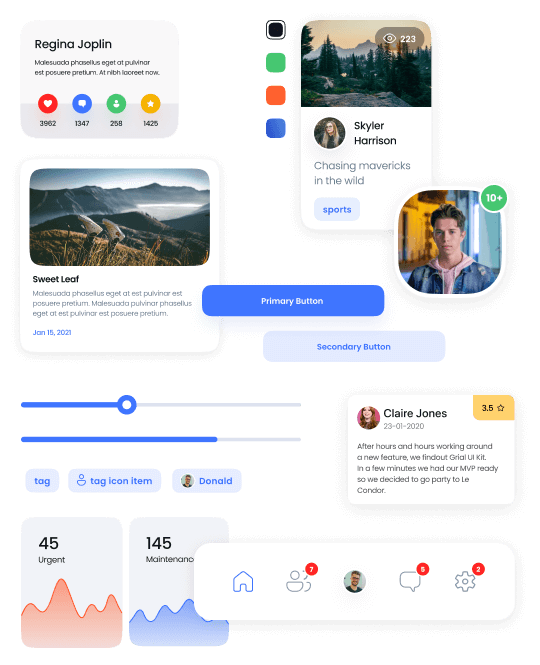 Regina Joplin
Malesuada phasellus eget at pulvinar
est posuere pretium. At nibh laoreet now.
3962
1347
258
1425
223
Skyler
Harrison
Chasing mavericks
in the wild
sports
10+
Sweet Leaf
Malesuada phasellus eget at est pulvinar est
posuere pretium. Malesuada pulvinar phasellus
eget at est pulvinar est posuere pretium.
Jan 15, 2021
Primary Button
Secondary Button
Claire Jones
23-01-2020
3.5
After hours and hours working around
a new feature, we findout Grial UI Kit.
In a few minutes we had our MVP ready
so we decided to go party to Le
Condor.
tag
tag icon item
Donald
45
Urgent
145
Maintenance
7
5
2